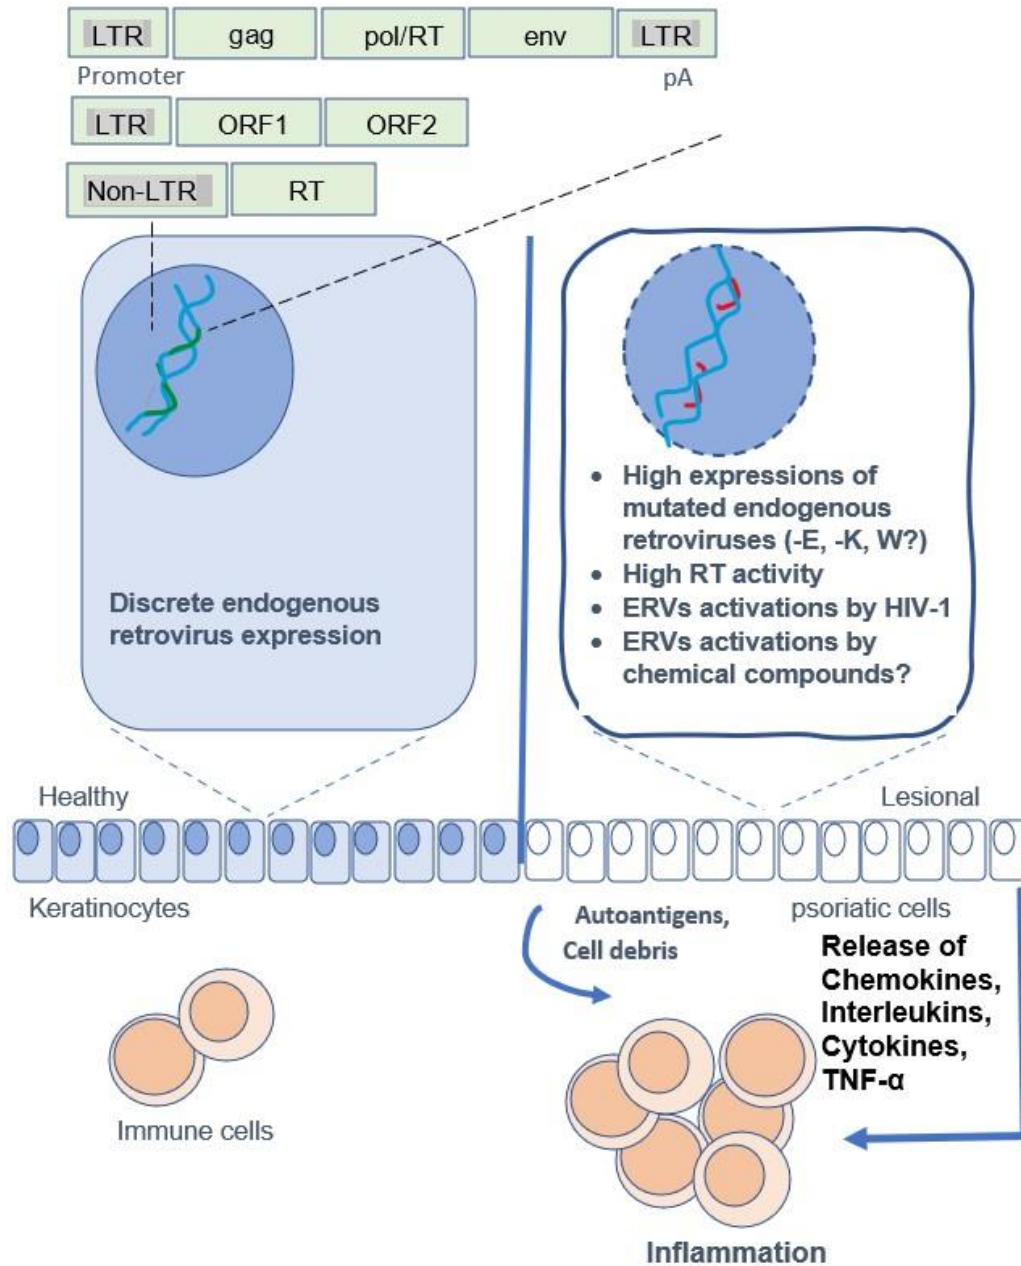 LTR gag pol/RT env LTR
Promoter pA
LTR ORF1 ORF2
Non-LTR RT
Discrete endogenous
retrovirus expression
• High expressions of
mutated endogenous
retroviruses (-E, -K, W?)
• High RT activity
• ERVs activations by HIV-1
• ERVs activations by
chemical compounds?
Healthy
Lesional
Keratinocytes
psoriatic cells
Autoantigens,
Cell debris
Release of
Chemokines,
Interleukins,
Cytokines,
TNF-α
Immune cells
Inflammation